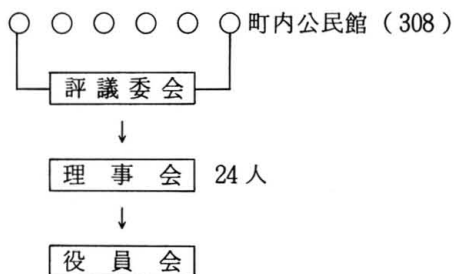 ○ ○ ○ ○ ○ ○ 町内公民館（308）
評議委会
↓
理事会 24人
↓
役員会